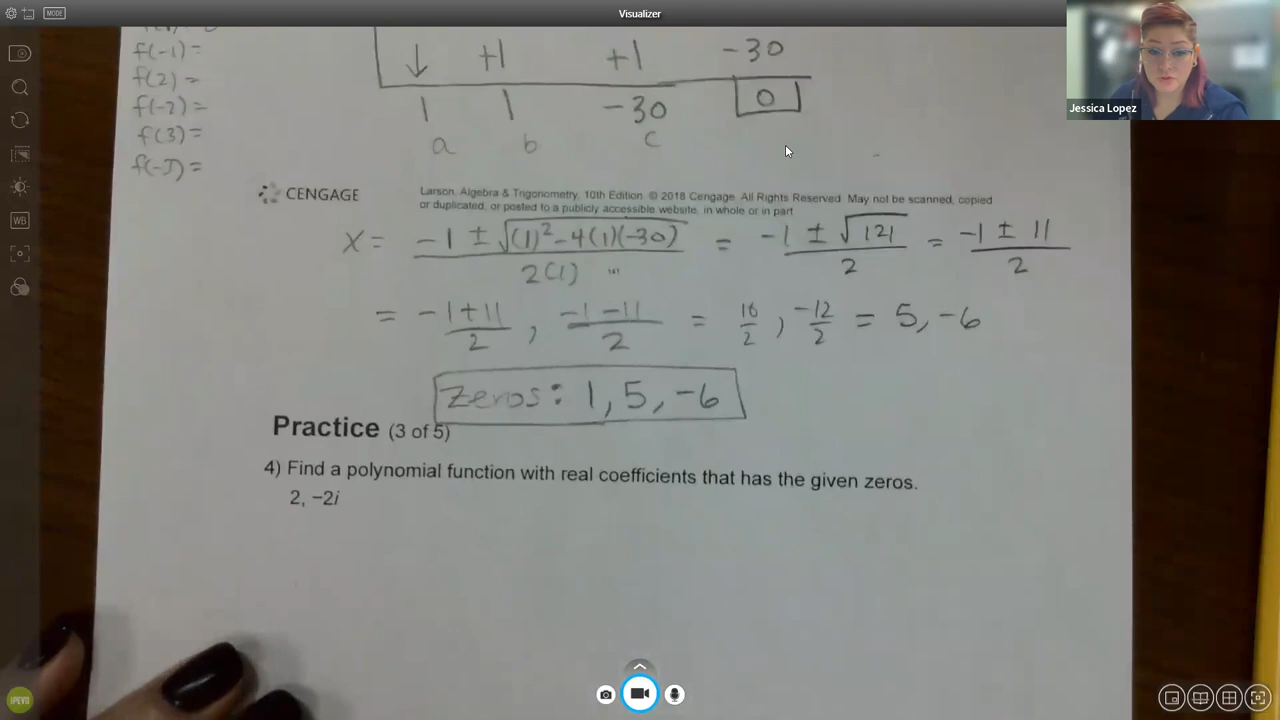 MODE
Visualizer
Jessica Lopez
f(-1)=
f(2)=
f(-2)=
f(3)=
↓ +1 +1 -30
1 1 -30 0
a b c
CENGAGE
Larson, Algebra & Trigonometry, 10th Edition. © 2018 Cengage. All Rights Reserved. May not be scanned, copied
or duplicated, or posted to a publicly accessible website, in whole or in part.
x = (-1 ± √((1)²-4(1)(-30)))/2(1) = (-1 ± √121)/2 = (-1 ± 11)/2
= (-1+11)/2, (-1-11)/2 = 10/2, -12/2 = 5, -6
Zeros: 1, 5, -6
Practice (3 of 5)
4) Find a polynomial function with real coefficients that has the given zeros.
2, −2i
WB
IPEVO